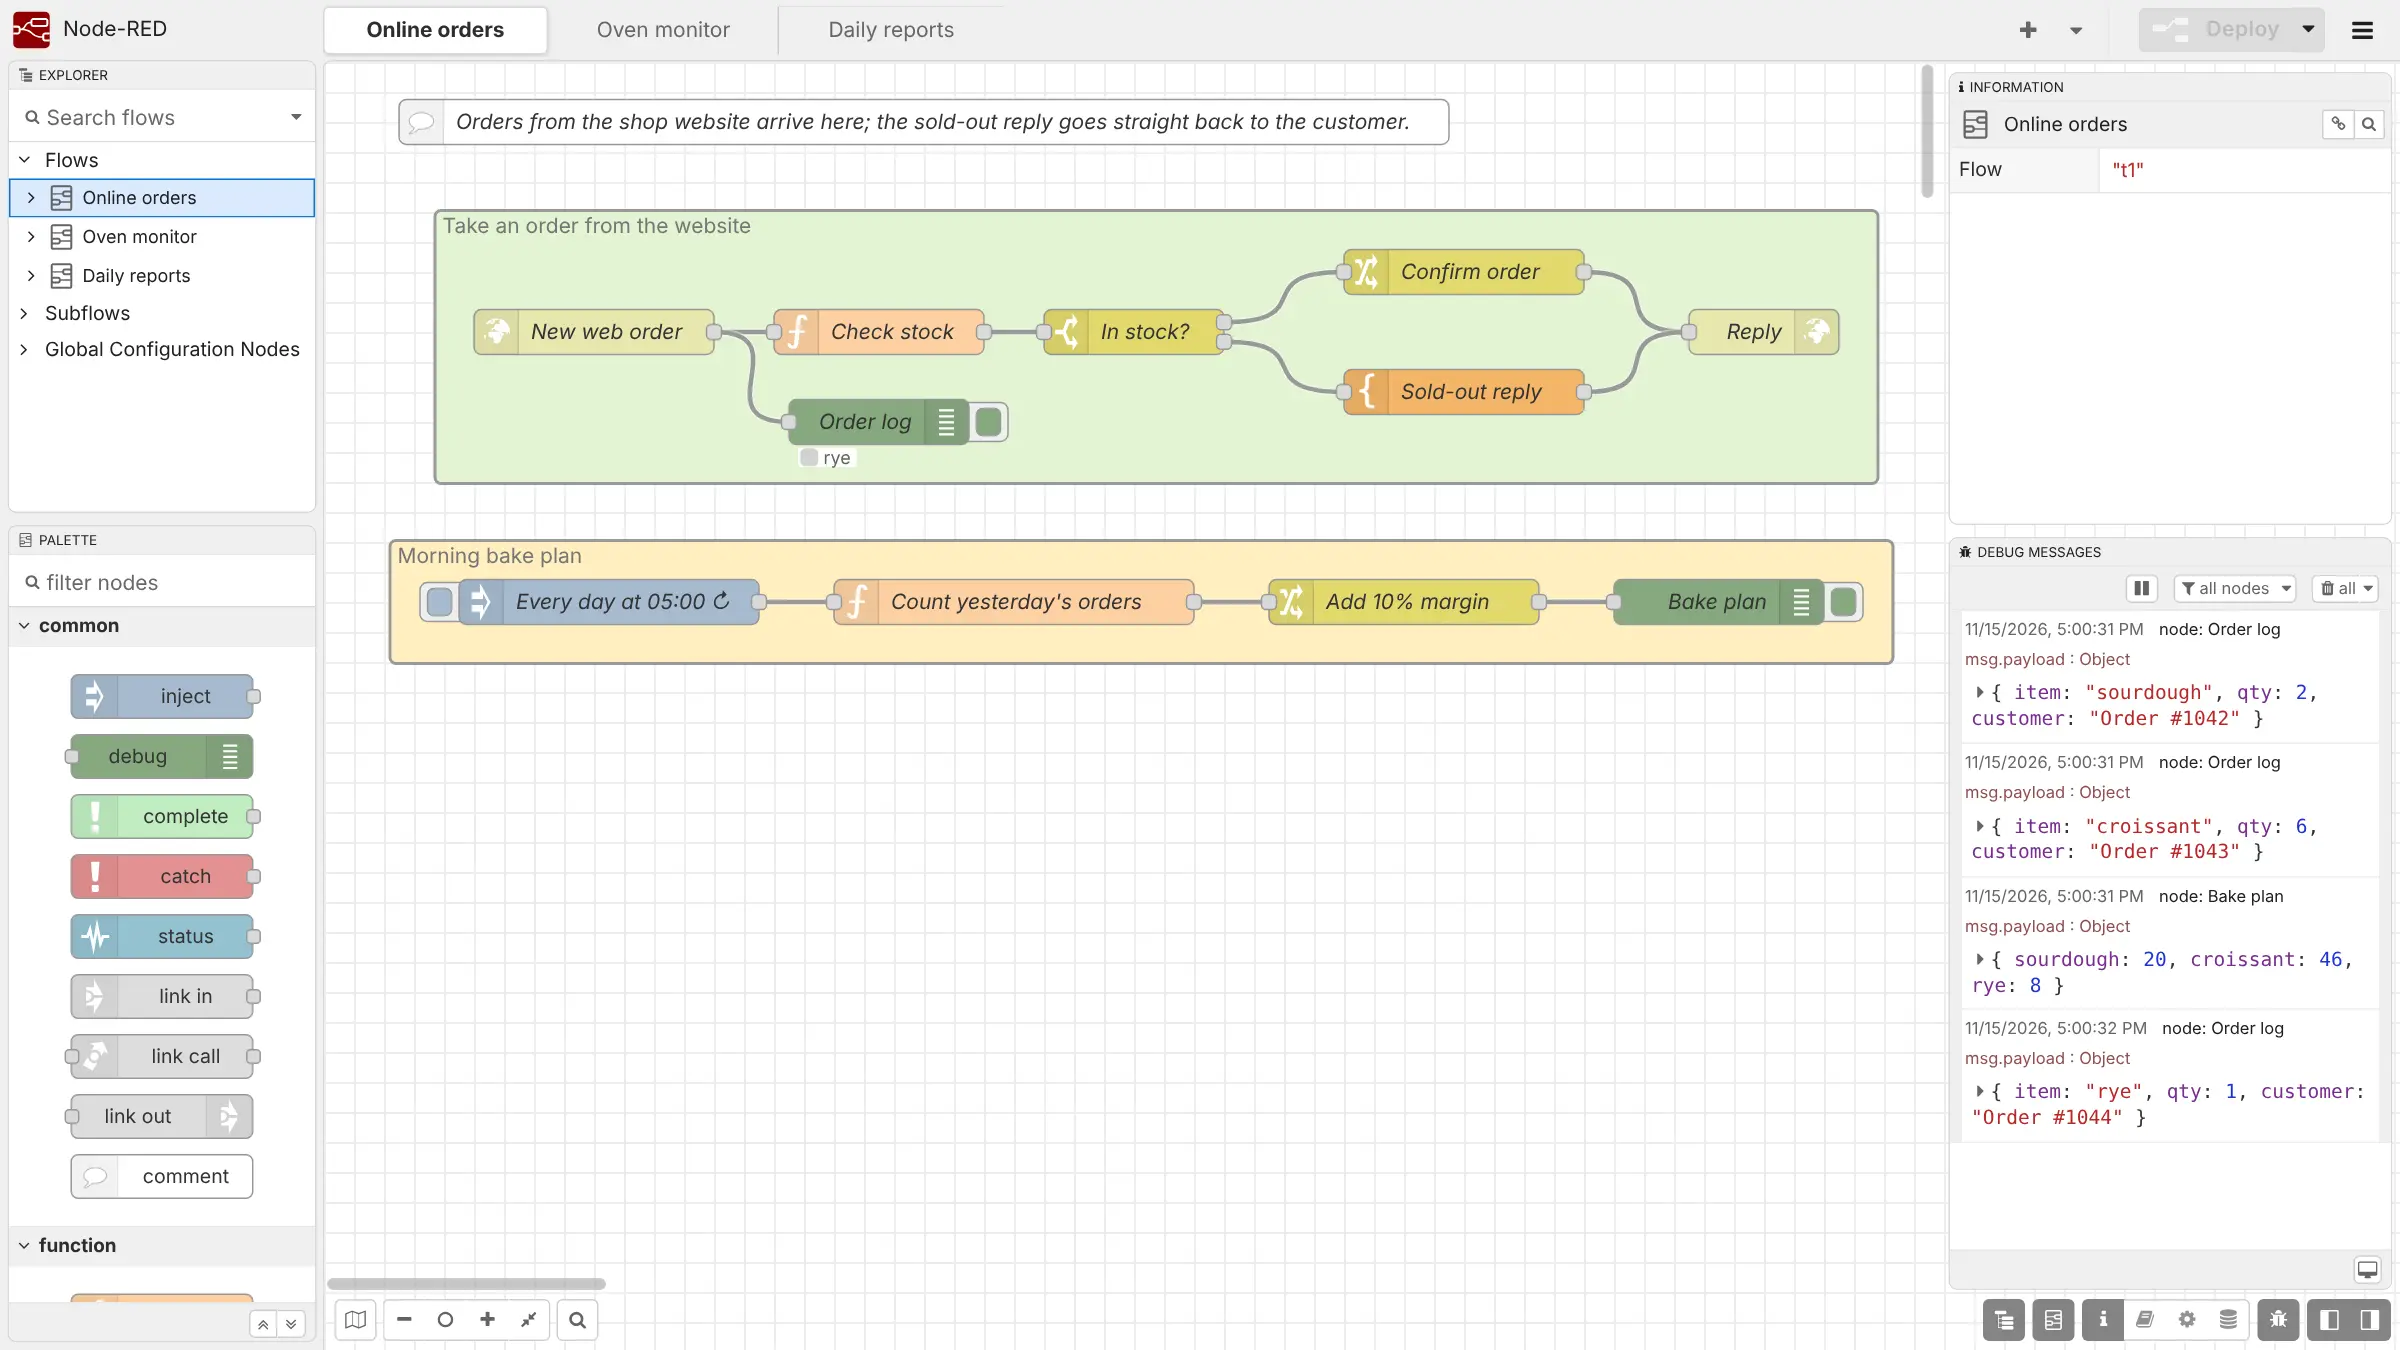 Node-RED
Online orders
Oven monitor
Daily reports
Deploy
EXPLORER
Search flows
Flows
Online orders
Oven monitor
Daily reports
Subflows
Global Configuration Nodes
PALETTE
filter nodes
common
inject
debug
complete
catch
status
link in
link call
link out
comment
function
Orders from the shop website arrive here; the sold-out reply goes straight back to the customer.
Take an order from the website
New web order
Check stock
In stock?
Confirm order
Sold-out reply
Reply
Order log
rye
Morning bake plan
Every day at 05:00 ↻
Count yesterday's orders
Add 10% margin
Bake plan
INFORMATION
Online orders
Flow "t1"
DEBUG MESSAGES
all nodes
all
11/15/2026, 5:00:31 PM node: Order log
msg.payload : Object
{ item: "sourdough", qty: 2,
customer: "Order #1042" }
11/15/2026, 5:00:31 PM node: Order log
msg.payload : Object
{ item: "croissant", qty: 6,
customer: "Order #1043" }
11/15/2026, 5:00:31 PM node: Bake plan
msg.payload : Object
{ sourdough: 20, croissant: 46,
rye: 8 }
11/15/2026, 5:00:32 PM node: Order log
msg.payload : Object
{ item: "rye", qty: 1, customer:
"Order #1044" }